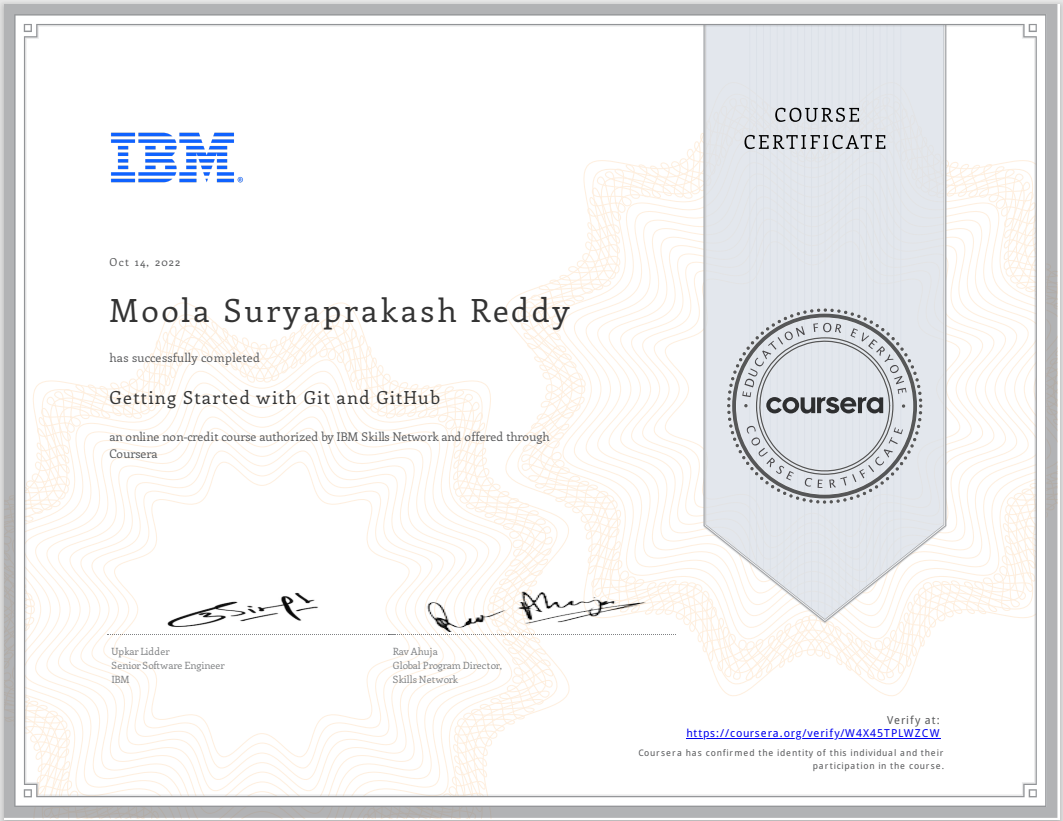 COURSE
CERTIFICATE
IBM®
Oct 14, 2022
Moola Suryaprakash Reddy
has successfully completed
Getting Started with Git and GitHub
an online non-credit course authorized by IBM Skills Network and offered through
Coursera
EDUCATION FOR EVERYONE
coursera
COURSE CERTIFICATE
Upkar Lidder
Senior Software Engineer
IBM
Rav Ahuja
Global Program Director,
Skills Network
Verify at:
https://coursera.org/verify/W4X45TPLWZCW
Coursera has confirmed the identity of this individual and their
participation in the course.